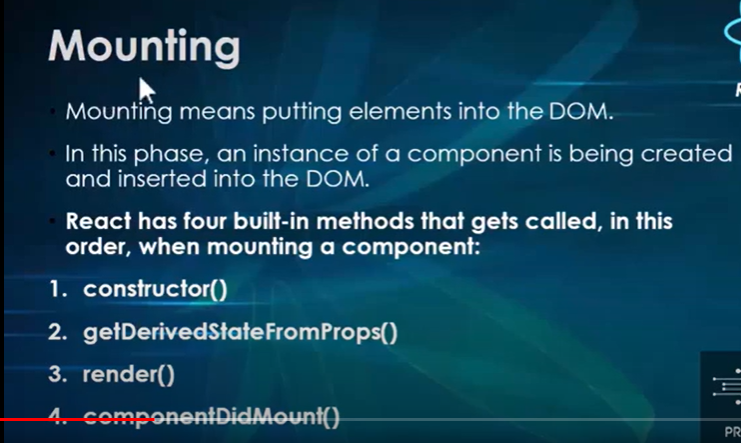 Mounting
Mounting means putting elements into the DOM.
In this phase, an instance of a component is being created
and inserted into the DOM.
React has four built-in methods that gets called, in this
order, when mounting a component:
1. constructor()
2. getDerivedStateFromProps()
3. render()
4. componentDidMount()
PR